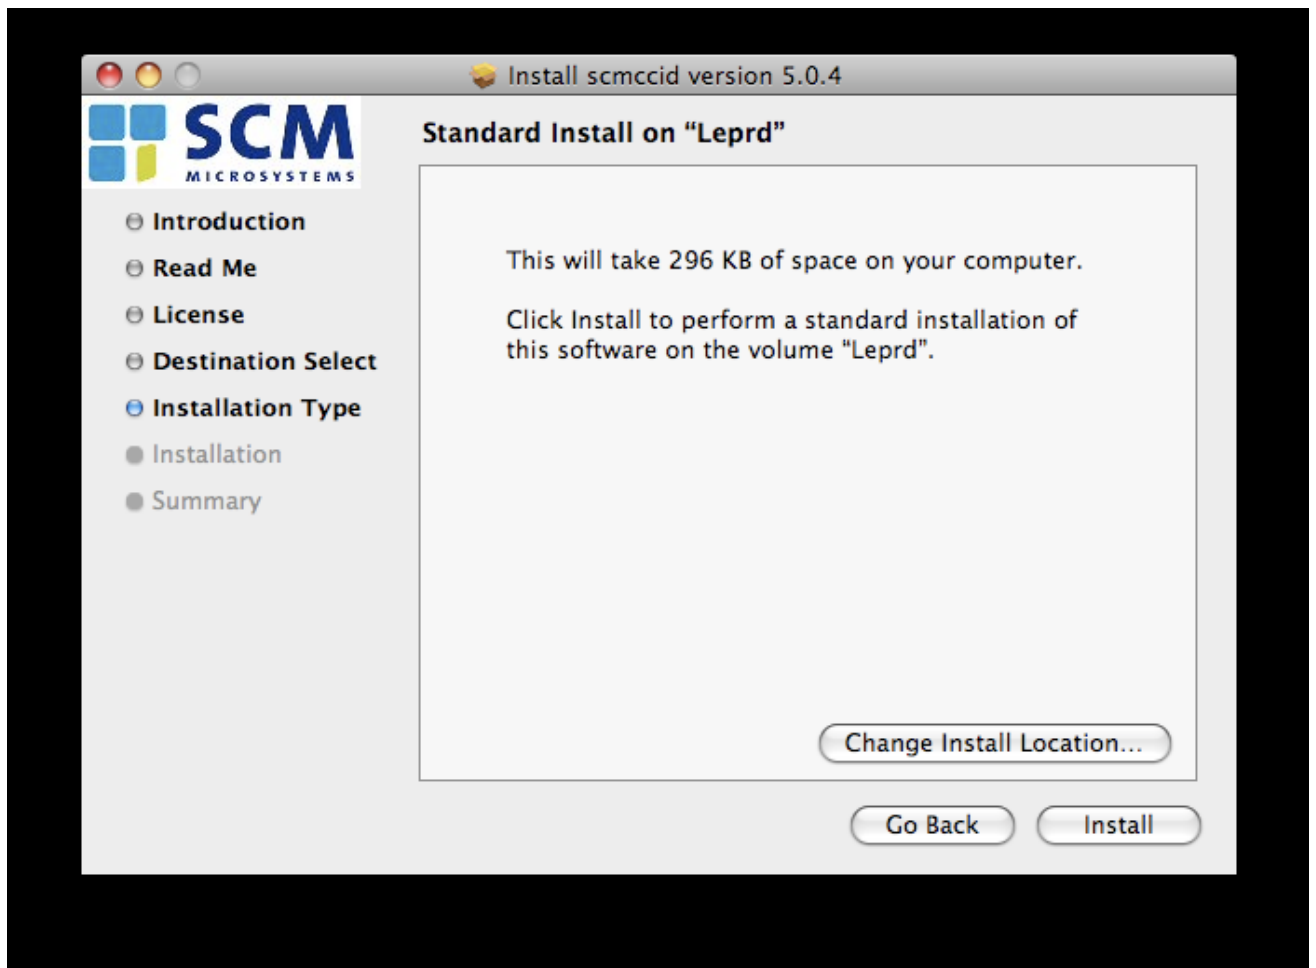 Install scmccid version 5.0.4
SCM
MICROSYSTEMS
Standard Install on “Leprd”
Introduction
Read Me
License
Destination Select
Installation Type
Installation
Summary
This will take 296 KB of space on your computer.
Click Install to perform a standard installation of
this software on the volume “Leprd”.
Change Install Location...
Go Back
Install